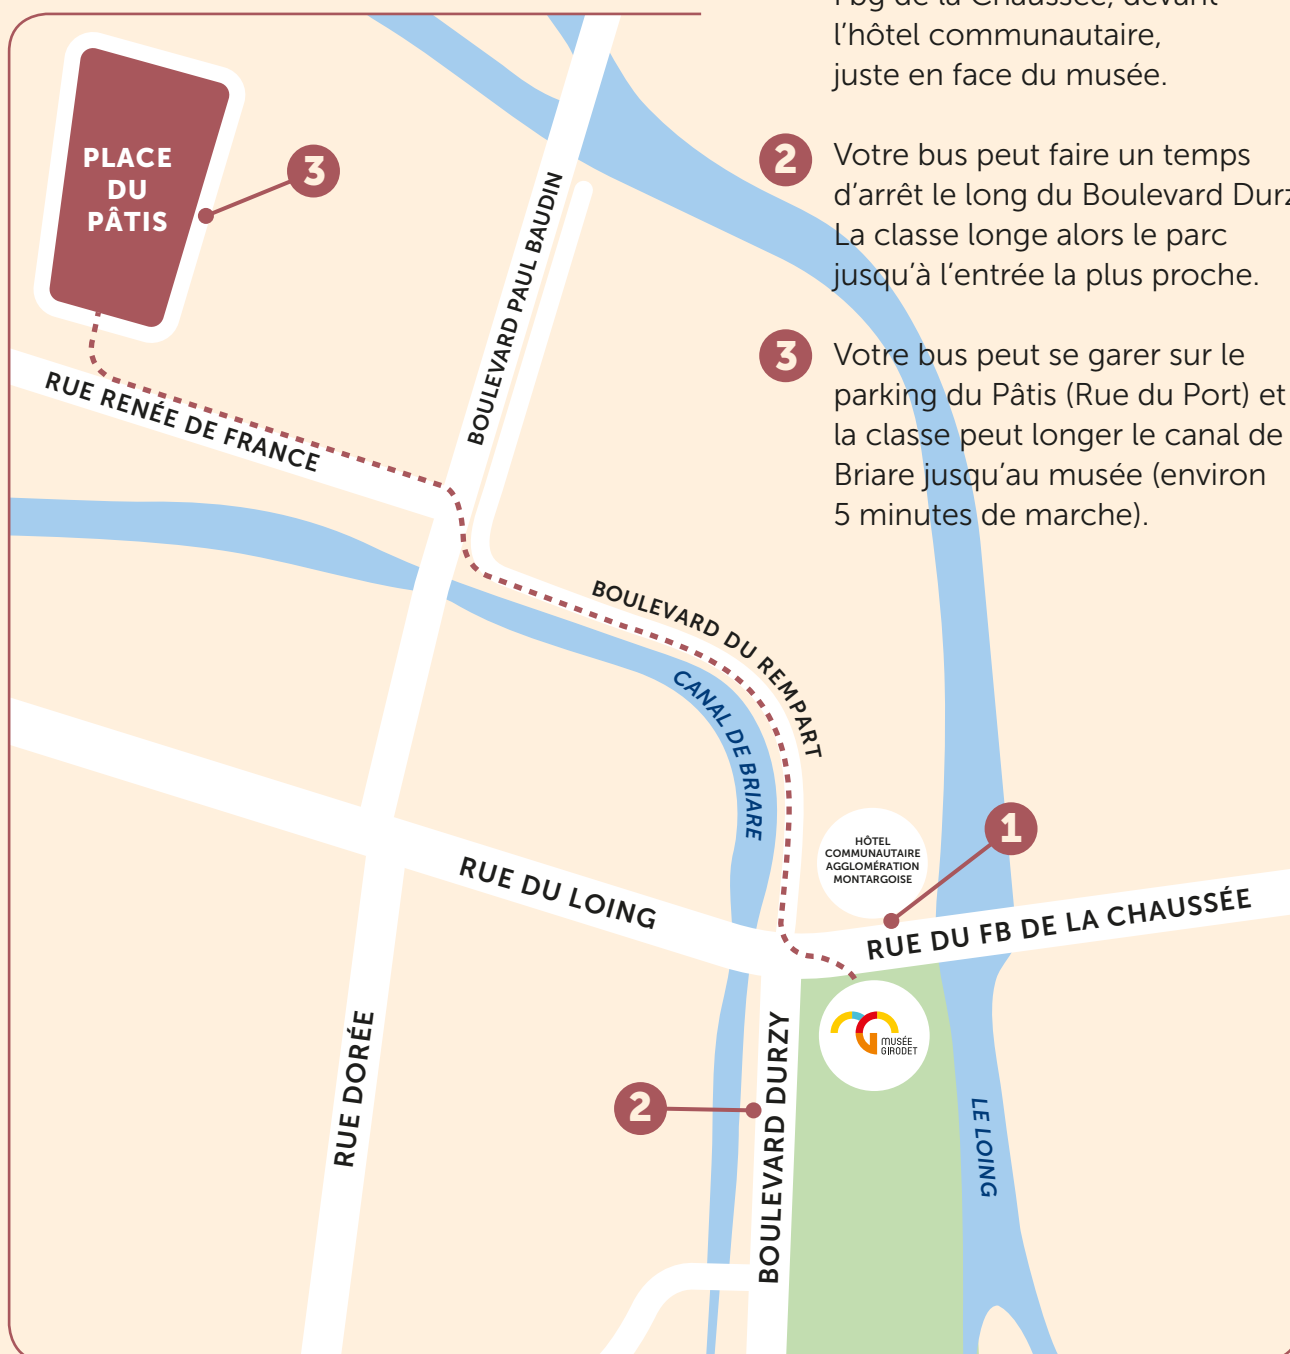 de la Chaussée, devant
l'hôtel communautaire,
juste en face du musée.
2
Votre bus peut faire un temps
d'arrêt le long du Boulevard
La classe longe alors le parc
jusqu'à l'entrée la plus proche.
3
Votre bus peut se garer sur le
parking du Pâtis (Rue du Port) et
la classe peut longer le canal de
Briare jusqu'au musée (environ
5 minutes de marche).
PLACE
DU
PÂTIS
3
BOULEVARD PAUL BAUDIN
RUE RENÉE DE FRANCE
BOULEVARD DU REMPART
CANAL DE BRIARE
HÔTEL
COMMUNAUTAIRE
AGGLOMÉRATION
MONTARGOISE
1
RUE DU LOING
RUE DU FB DE LA CHAUSSÉE
MUSÉE
GIRODET
RUE DORÉE
2
BOULEVARD DURZY
LE LOING